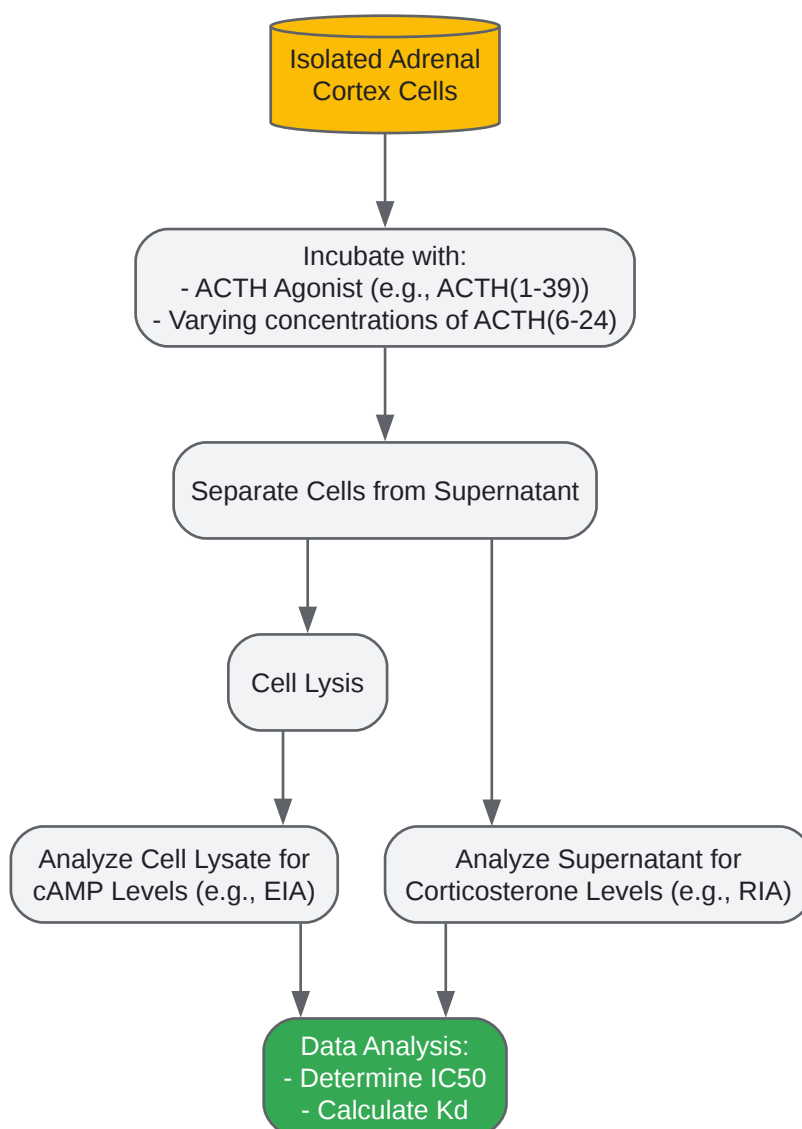 Isolated Adrenal
Cortex Cells
Incubate with:
- ACTH Agonist (e.g., ACTH(1-39))
- Varying concentrations of ACTH(6-24)
Separate Cells from Supernatant
Cell Lysis
Analyze Cell Lysate for
cAMP Levels (e.g., EIA)
Analyze Supernatant for
Corticosterone Levels (e.g., RIA)
Data Analysis:
- Determine IC50
- Calculate Kd